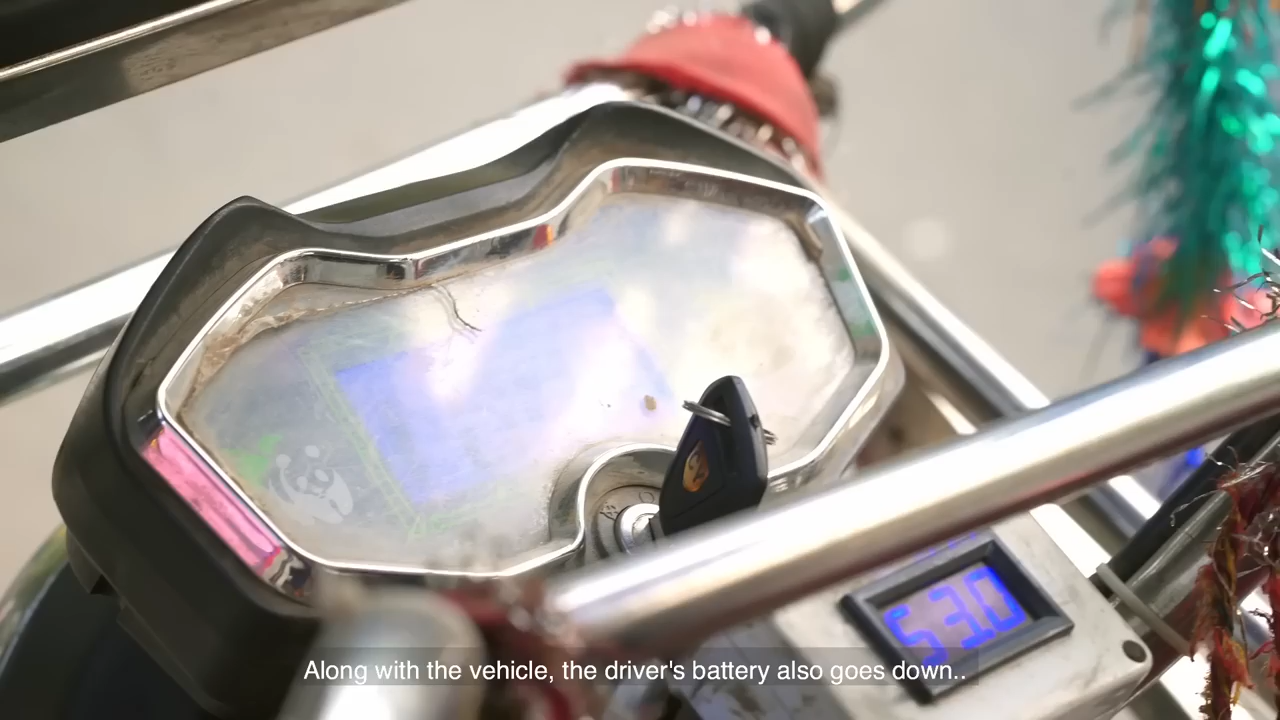 53.0
Along with the vehicle, the driver's battery also goes down..